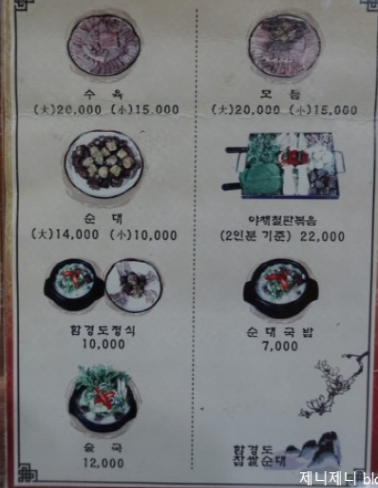 수육
(大)20,000 (小)15,000
모듬
(大)20,000 (小)15,000
순대
(大)14,000 (小)10,000
야채철판볶음
(2인분 기준) 22,000
함경도정식
10,000
순대국밥
7,000
술국
12,000
함경도
찹쌀순대
제니제니 blo